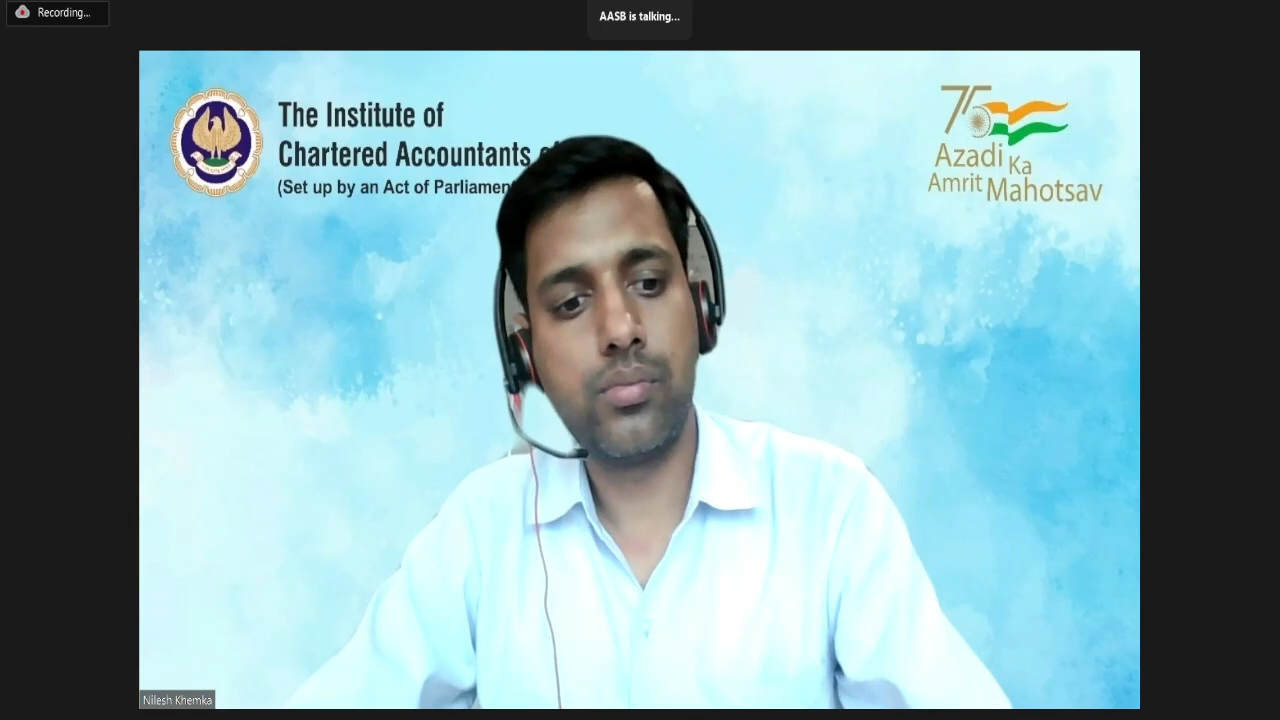 Recording...
AASB is talking...
The Institute of
Chartered Accountants
(Set up by an Act of Parliamen
75
Azadi Ka
Amrit Mahotsav
Nilesh Khemka